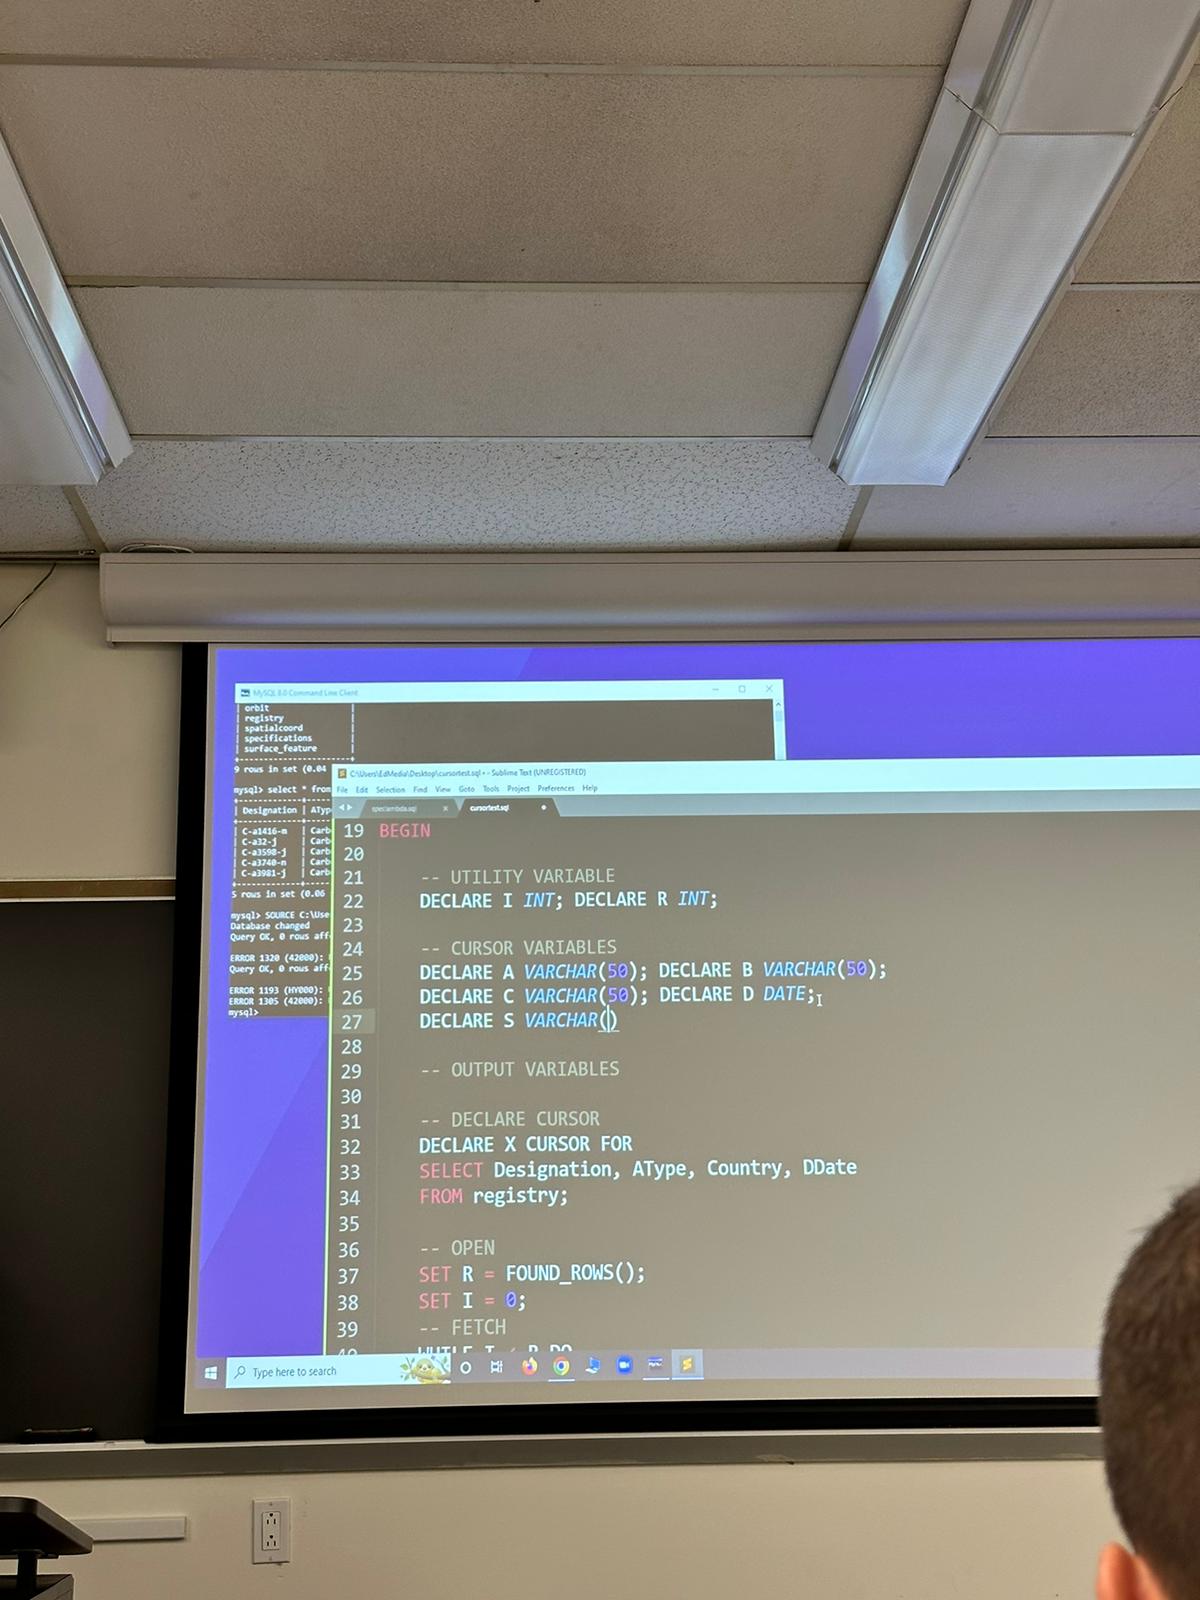 MySQL 8.0 Command Line Client
| orbit |
| registry |
| spatialcoord |
| specifications |
| surface_feature |
9 rows in set (0.04
mysql> select * from
| Designation | AType
| C-a1416-m | Carb
| C-a32-j | Carb
| C-a3598-j | Carb
| C-a3740-n | Carb
| C-a3981-j | Carb
5 rows in set (0.06
mysql> SOURCE C:\Use
Database changed
Query OK, 0 rows aff
ERROR 1320 (42000):
Query OK, 0 rows aff
ERROR 1193 (HY000):
ERROR 1305 (42000):
mysql>
C:\Users\EdMedia\Desktop\cursortest.sql • - Sublime Text (UNREGISTERED)
File Edit Selection Find View Goto Tools Project Preferences Help
speclambda.sql cursortest.sql
19 BEGIN
20
21 -- UTILITY VARIABLE
22 DECLARE I INT; DECLARE R INT;
23
24 -- CURSOR VARIABLES
25 DECLARE A VARCHAR(50); DECLARE B VARCHAR(50);
26 DECLARE C VARCHAR(50); DECLARE D DATE;
27 DECLARE S VARCHAR()
28
29 -- OUTPUT VARIABLES
30
31 -- DECLARE CURSOR
32 DECLARE X CURSOR FOR
33 SELECT Designation, AType, Country, DDate
34 FROM registry;
35
36 -- OPEN
37 SET R = FOUND_ROWS();
38 SET I = 0;
39 -- FETCH
40 WHILE I < R DO
Type here to search